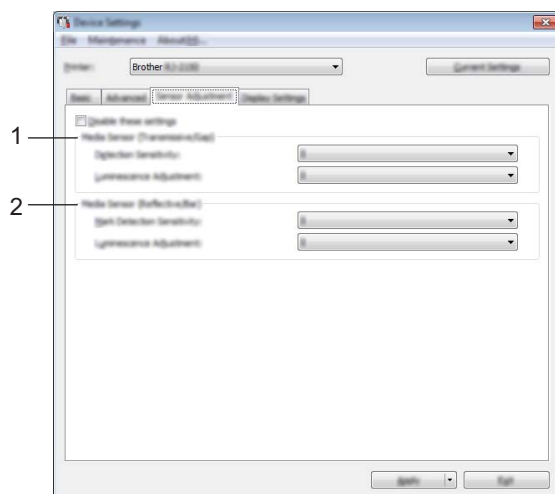 Device Settings
File Maintenance
Printer: Brother
Current Settings
Basic Advanced Sensor Adjustment Display Settings
Disable these settings
1 Media Sensor (Transmissive/Gap)
Detection Sensitivity:
Luminescence Adjustment:
2 Media Sensor (Reflective/Bar)
Mark Detection Sensitivity:
Luminescence Adjustment:
Apply Exit